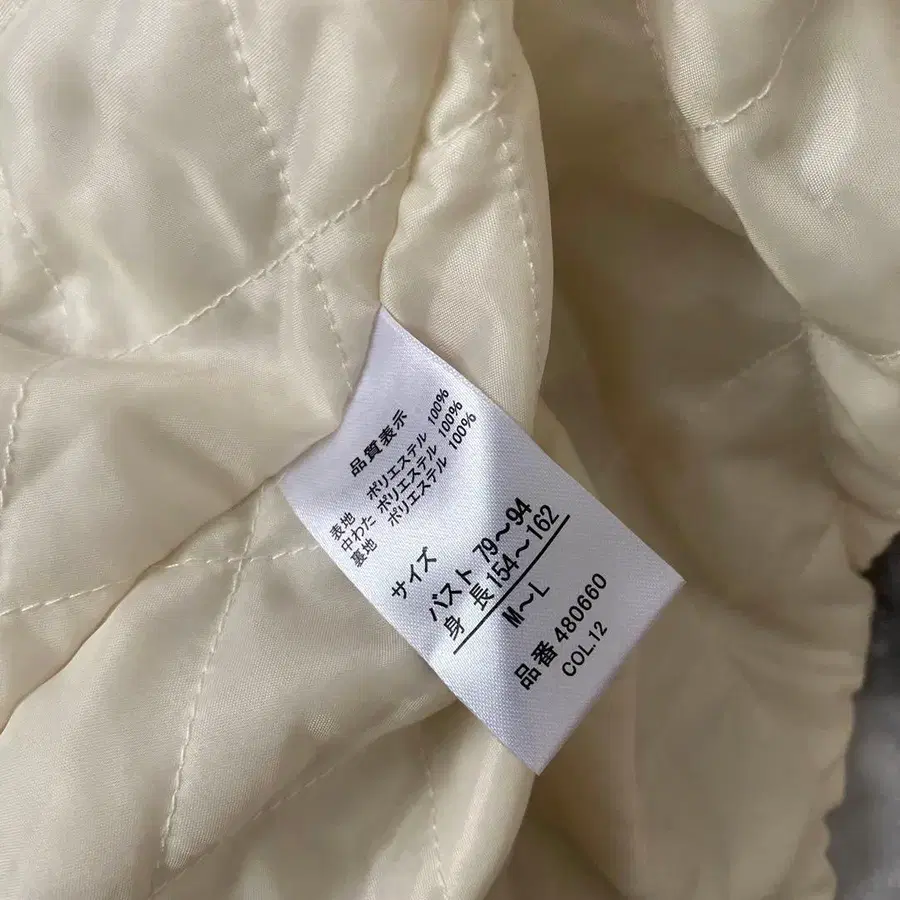 品質表示
表地 ポリエステル 100%
中わた ポリエステル 100%
裏地 ポリエステル 100%
サイズ
バスト 79～94
身 長 154～162
M～L
品番 480660
COL.12